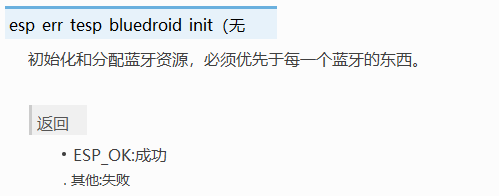 esp err tesp bluedroid init（无
初始化和分配蓝牙资源，必须优先于每一个蓝牙的东西。
返回
• ESP_OK:成功
. 其他:失败